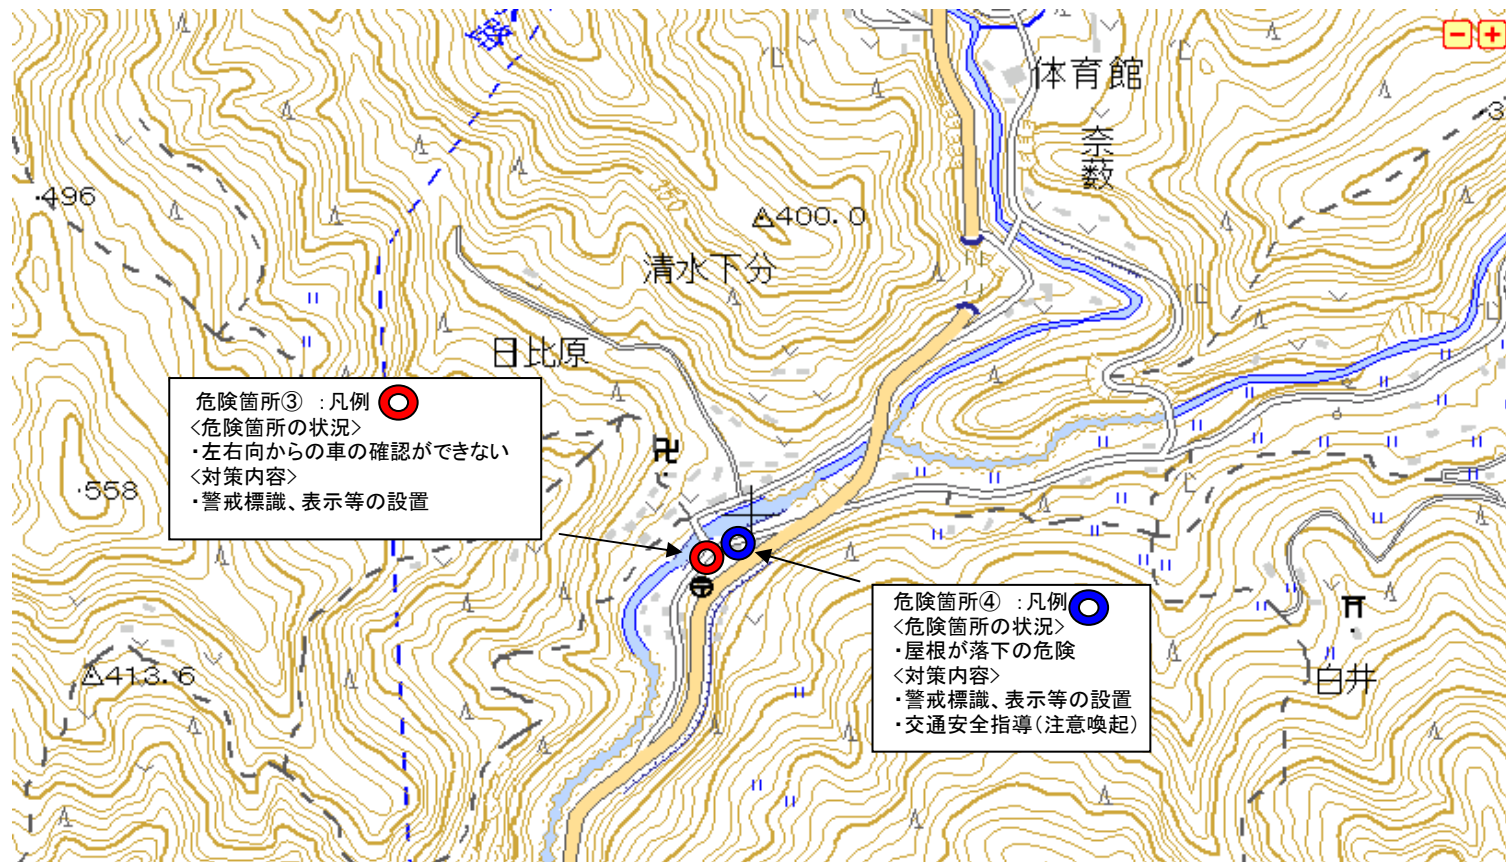 体育館
奈薮
・3
・496
350
400.0
清水下分
日比原
危険箇所③ :凡例
<危険箇所の状況>
・左右向からの車の確認ができない
<対策内容>
・警戒標識、表示等の設置
・558
危険箇所④ :凡例
<危険箇所の状況>
・屋根が落下の危険
<対策内容>
・警戒標識、表示等の設置
・交通安全指導(注意喚起)
413.6
白井